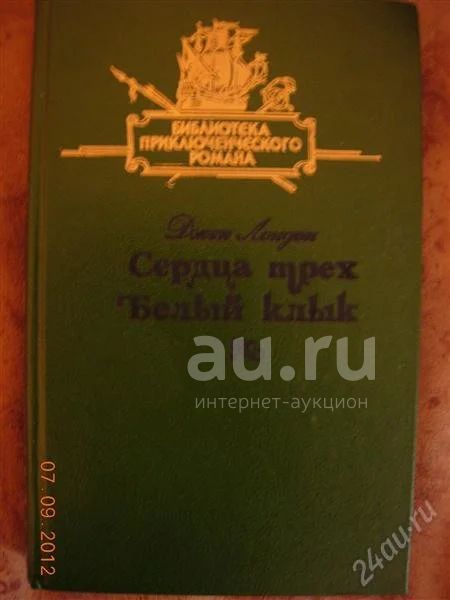 БИБЛИОТЕКА
ПРИКЛЮЧЕНЧЕСКОГО
РОМАНА
Джек Лондон
Сердца трех
Белый клык
au.ru
интернет-аукцион
07.09.2012
24au.ru